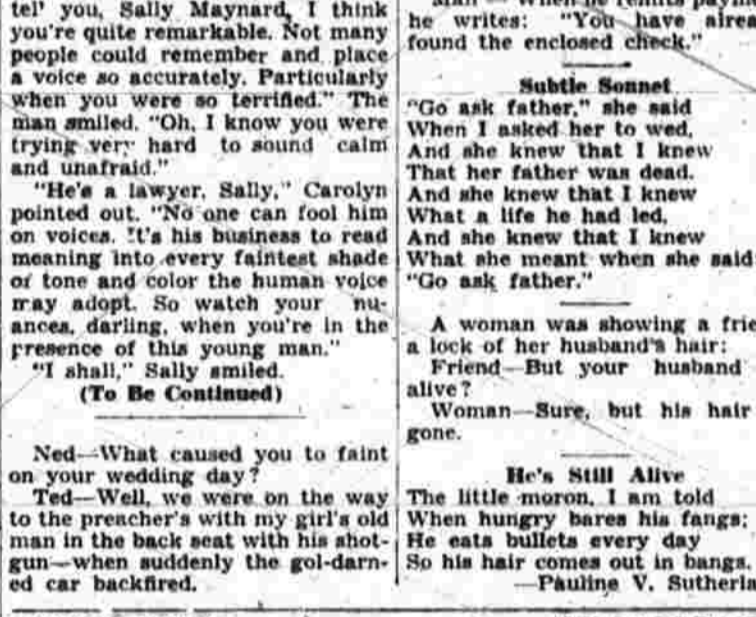 tel' you, Sally Maynard, I think
you're quite remarkable. Not many
people could remember and place
a voice so accurately. Particularly
when you were so terrified." The
man smiled. "Oh, I know you were
trying very hard to sound calm
and unafraid."
"He's a lawyer, Sally," Carolyn
pointed out. "No one can fool him
on voices. It's his business to read
meaning into every faintest shade
of tone and color the human voice
may adopt. So watch your nu-
ances, darling, when you're in the
presence of this young man."
"I shall," Sally smiled.
(To Be Continued)
Ned—What caused you to faint
on your wedding day?
Ted—Well, we were on the way
to the preacher's with my girl's old
man in the back seat with his shot-
gun—when suddenly the gol-darn-
ed car backfired.
he writes: "You have
found the enclosed check."
Subtle Sonnet
"Go ask father," she said
When I asked her to wed,
And she knew that I knew
That her father was dead.
And she knew that I knew
What a life he had led,
And she knew that I knew
What she meant when she said
"Go ask father."
A woman was showing a
a lock of her husband's hair:
Friend—But your husband
alive?
Woman—Sure, but his hair
gone.
He's Still Alive
The little moron, I am told
When hungry bares his fangs:
He eats bullets every day
So his hair comes out in bangs.
—Pauline V.